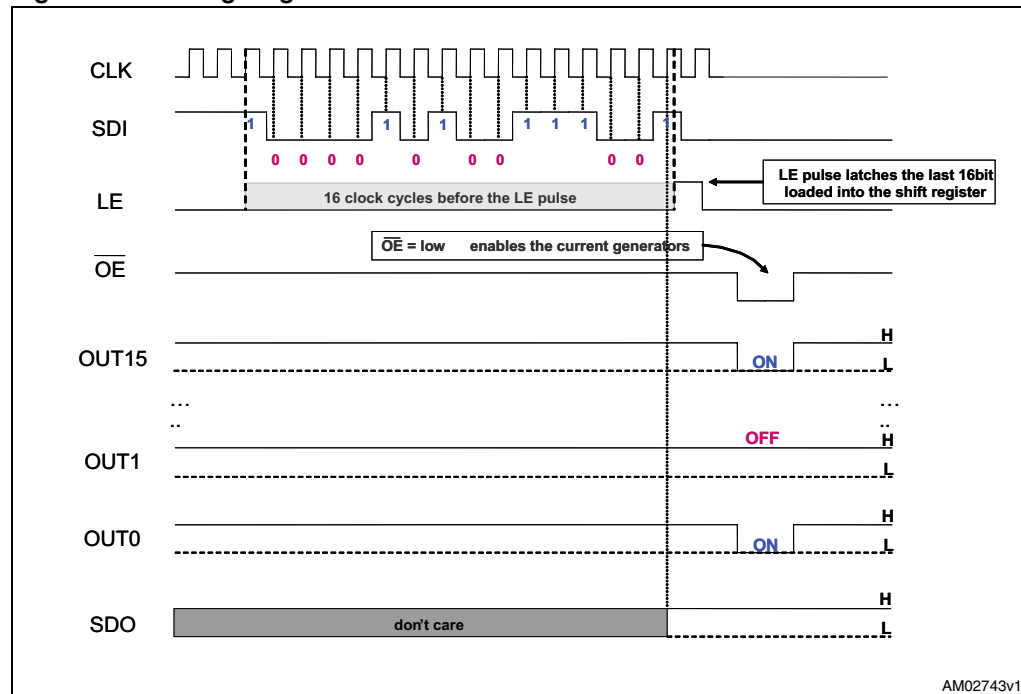 CLK
SDI
1 1 1 1 1 1 1
0 0 0 0 0 0 0 0 0
LE
16 clock cycles before the LE pulse
LE pulse latches the last 16bit
loaded into the shift register
OE = low enables the current generators
OE
OUT15
H
ON
L
...
..
...
..
OFF
H
OUT1
L
H
OUT0
ON
L
H
SDO
don't care
L
AM02743v1